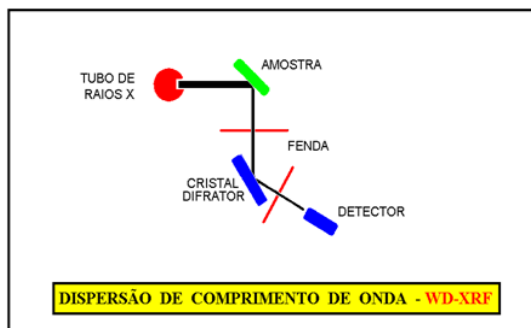 AMOSTRA
TUBO DE
RAIOS X
FENDA
CRISTAL
DIFRATOR
DETECTOR
DISPERSÃO DE COMPRIMENTO DE ONDA - WD-XRF